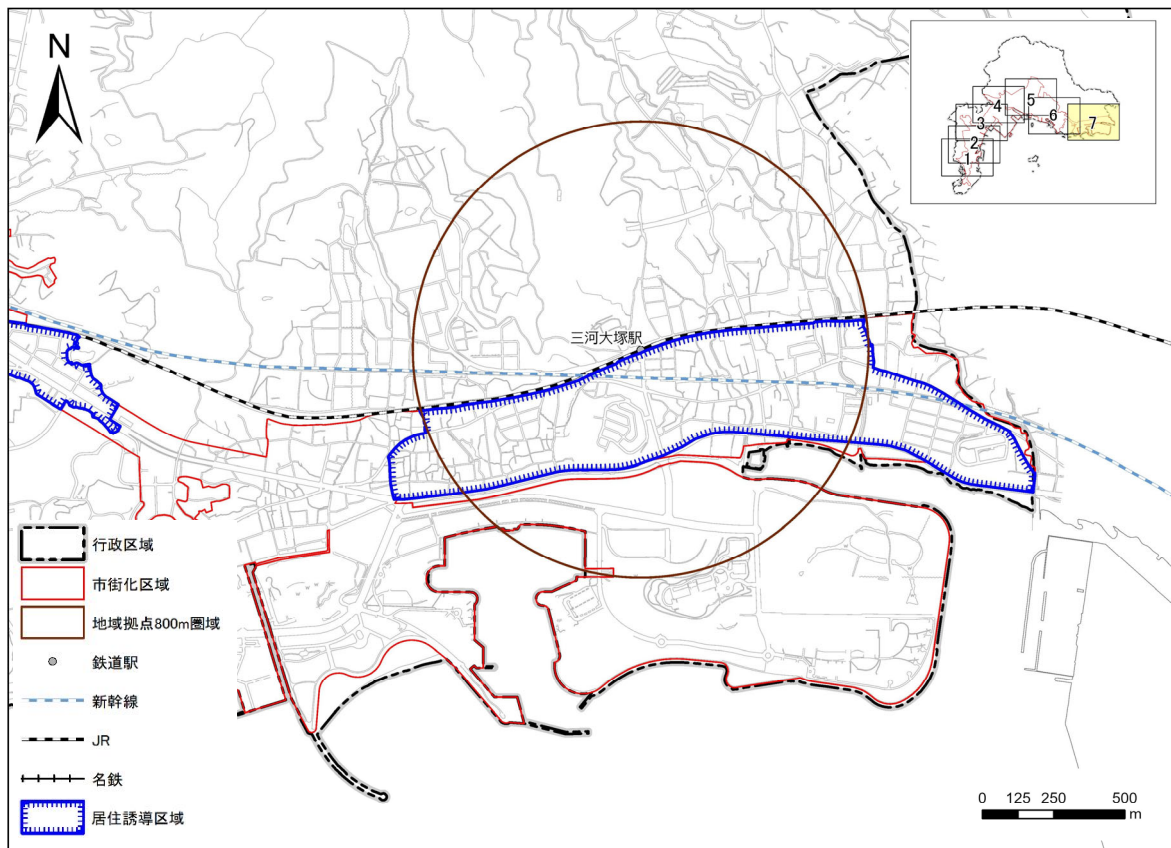 N
5
4
6
3
7
2
1
三河大塚駅
行政区域
市街化区域
地域拠点800m圏域
鉄道駅
新幹線
JR
名鉄
居住誘導区域
0 125 250 500
m